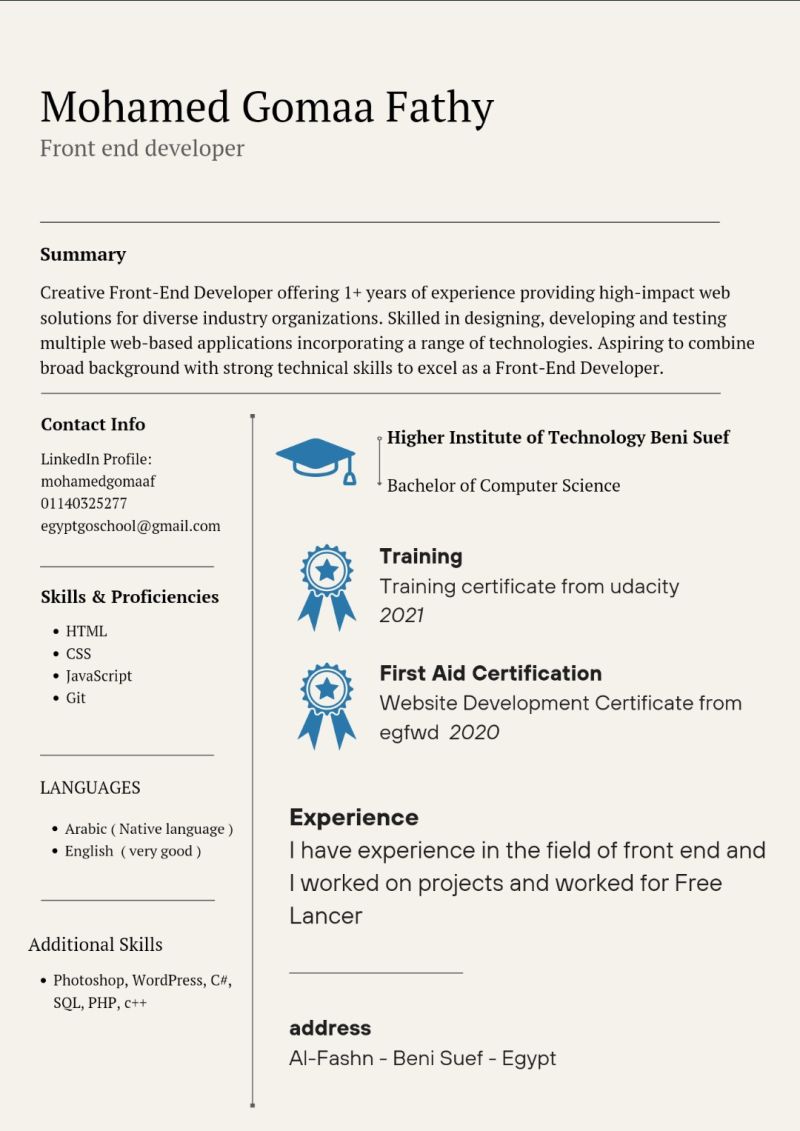 Mohamed Gomaa Fathy
Front end developer
Summary
Creative Front-End Developer offering 1+ years of experience providing high-impact web
solutions for diverse industry organizations. Skilled in designing, developing and testing
multiple web-based applications incorporating a range of technologies. Aspiring to combine
broad background with strong technical skills to excel as a Front-End Developer.
Contact Info
LinkedIn Profile:
mohamedgomaaf
01140325277
egyptgoschool@gmail.com
Skills & Proficiencies
• HTML
• CSS
• JavaScript
• Git
LANGUAGES
• Arabic ( Native language )
• English  ( very good )
Additional Skills
• Photoshop, WordPress, C#,
SQL, PHP, c++
Higher Institute of Technology Beni Suef
Bachelor of Computer Science
Training
Training certificate from udacity
2021
First Aid Certification
Website Development Certificate from
egfwd  2020
Experience
I have experience in the field of front end and
I worked on projects and worked for Free
Lancer
address
Al-Fashn - Beni Suef - Egypt